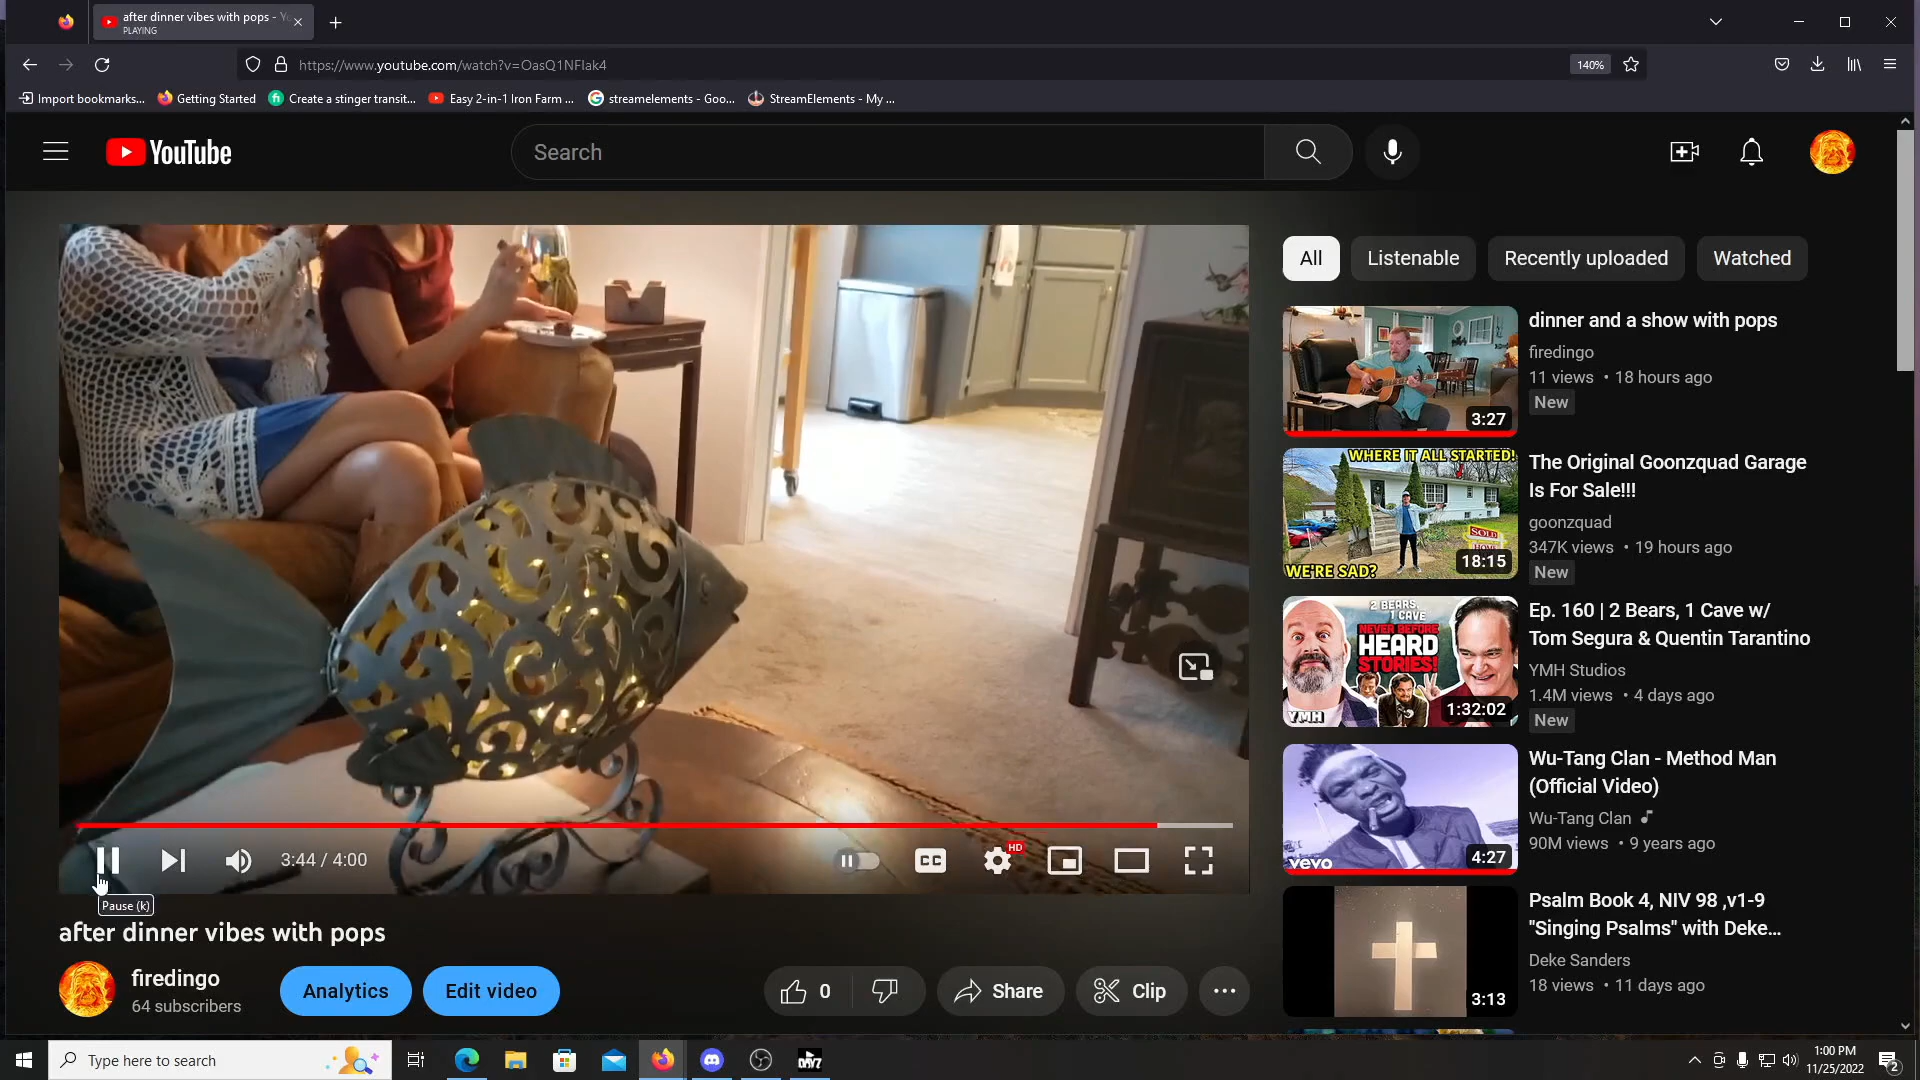 after dinner vibes with pops - Yo
PLAYING
https://www.youtube.com/watch?v=OasQ1NFlak4
140%
Import bookmarks...
Getting Started
Create a stinger transit...
Easy 2-in-1 Iron Farm ...
streamelements - Goo...
StreamElements - My ...
YouTube
Search
All
Listenable
Recently uploaded
Watched
dinner and a show with pops
firedingo
11 views • 18 hours ago
New
3:27
WHERE IT ALL STARTED!
SOLD
WE'RE SAD?
18:15
The Original Goonzquad Garage
Is For Sale!!!
goonzquad
347K views • 19 hours ago
New
2 BEARS,
1 CAVE
NEVER BEFORE
HEARD
STORIES!
YMH
1:32:02
Ep. 160 | 2 Bears, 1 Cave w/
Tom Segura & Quentin Tarantino
YMH Studios
1.4M views • 4 days ago
New
vevo
4:27
Wu-Tang Clan - Method Man
(Official Video)
Wu-Tang Clan
90M views • 9 years ago
3:13
Psalm Book 4, NIV 98 ,v1-9
"Singing Psalms" with Deke...
Deke Sanders
18 views • 11 days ago
3:44 / 4:00
CC
HD
Pause (k)
after dinner vibes with pops
firedingo
64 subscribers
Analytics
Edit video
0
Share
Clip
Type here to search
DAYZ
1:00 PM
11/25/2022
2